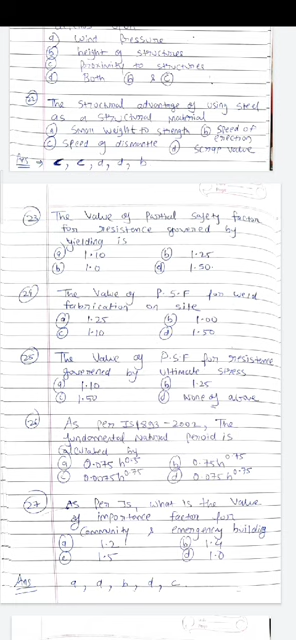 (a) Wind Pressure
(b) height of structures
(c) proximity to structures
(d) Both (b) & (c)
(22) The structural advantage of using steel
as a structural material
(a) Small weight to strength (b) speed of
erection
(c) speed of dismantle (d) scrap value
Ans → c, c, d, d, b
(23) The Value of Partial Safety factor
for resistance governed by
yielding is
(a) 1.10 (b) 1.25
(b) 1.0 (d) 1.50
(24) The Value of P.S.F for weld
fabrication on site
(a) 1.25 (b) 1.00
(c) 1.10 (d) 1.50
(25) The Value of P.S.F for resistance
governed by ultimate stress
(a) 1.10 (b) 1.25
(c) 1.50 (d) None of above
(26) As per IS 1893-2002, The
fundamental Natural period is
calculated by
(a) 0.075 h^0.5 (b) 0.75 h^0.75
(c) 0.0075 h^0.75 (d) 0.075 h^0.75
(27) As Per Is, what is the Value
of importance factor for
Community & emergency building
(a) 1.2 (b) 1.4
(c) 1.5 (d) 1.0
Ans a, d, b, d, c